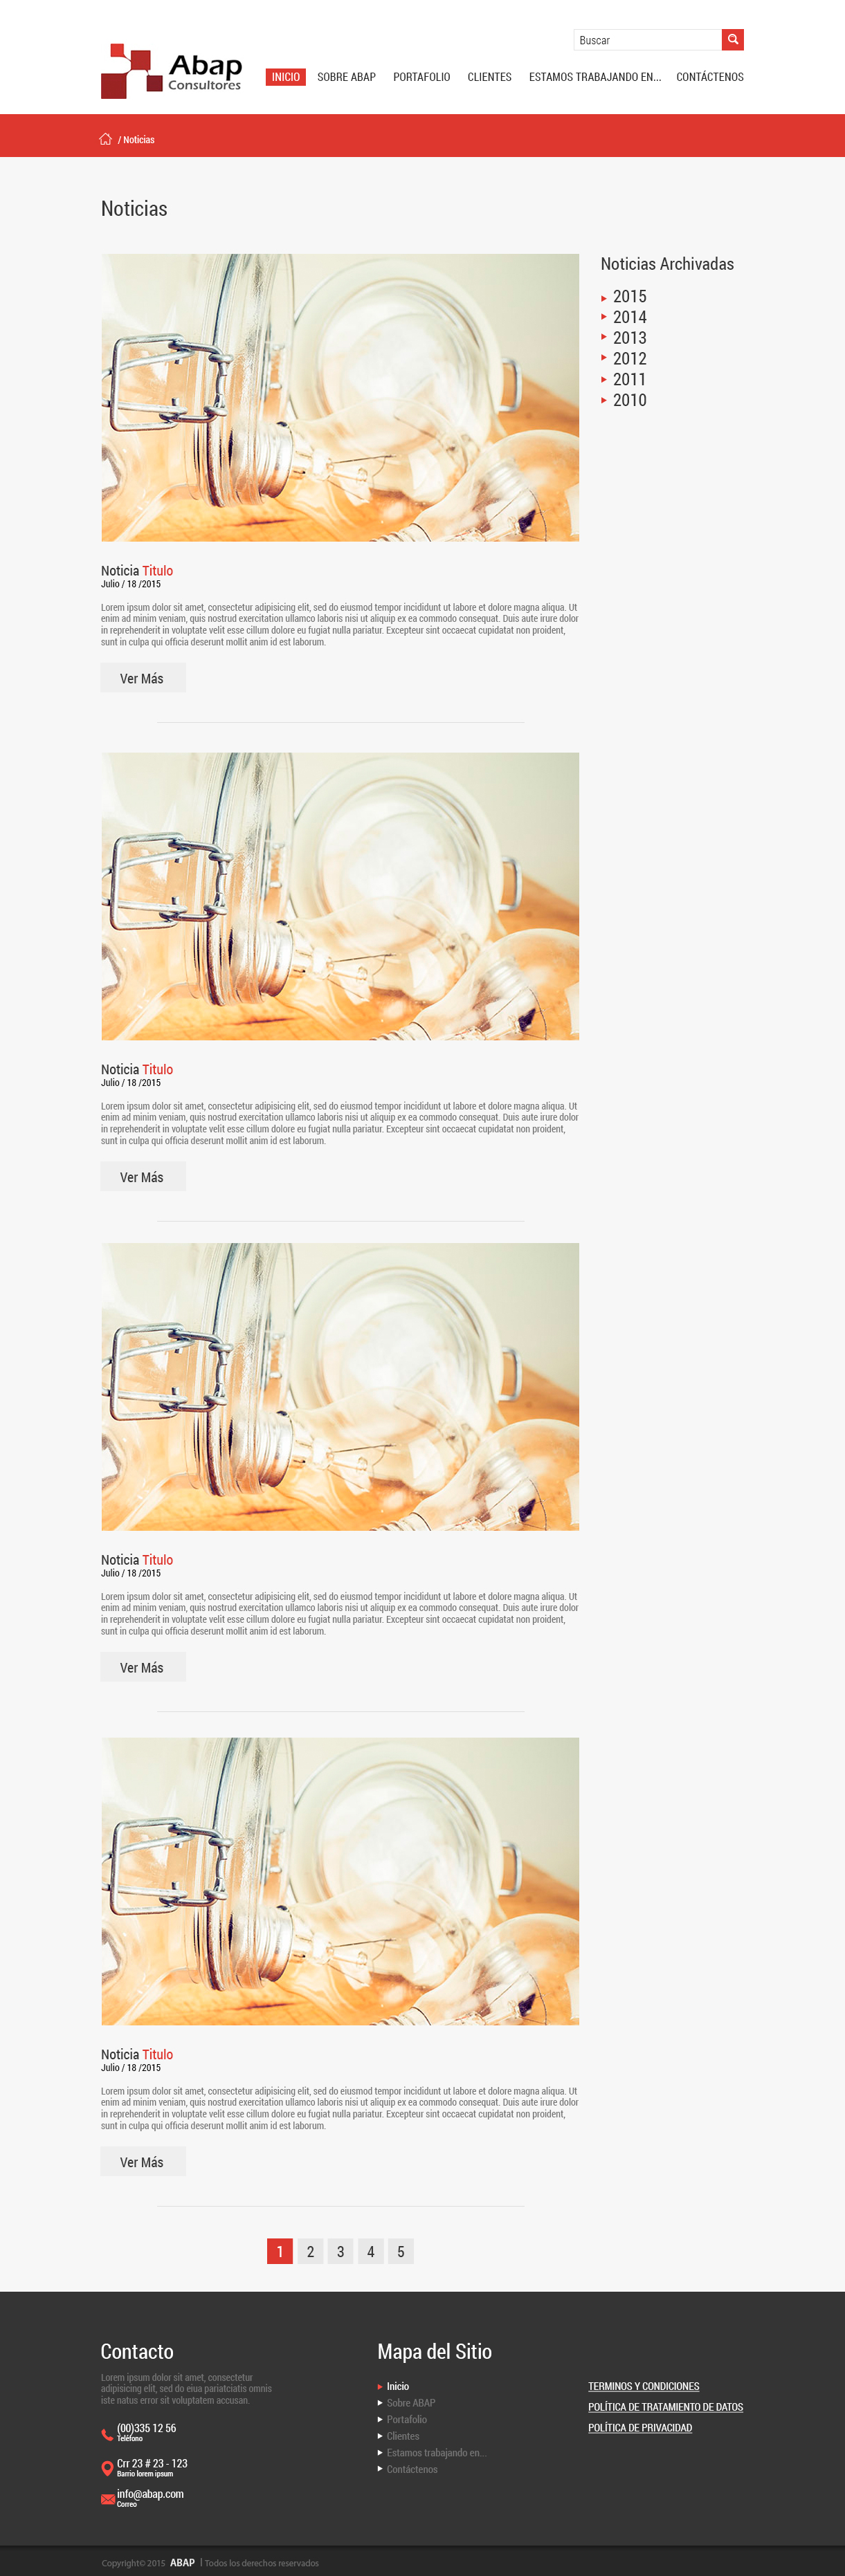 Buscar
Abap
Consultores
INICIO SOBRE ABAP PORTAFOLIO CLIENTES ESTAMOS TRABAJANDO EN... CONTÁCTENOS
/ Noticias
Noticias
Noticias Archivadas
2015
2014
2013
2012
2011
2010
Noticia Titulo
Julio / 18 /2015
Lorem ipsum dolor sit amet, consectetur adipisicing elit, sed do eiusmod tempor incididunt ut labore et dolore magna aliqua. Ut
enim ad minim veniam, quis nostrud exercitation ullamco laboris nisi ut aliquip ex ea commodo consequat. Duis aute irure dolor
in reprehenderit in voluptate velit esse cillum dolore eu fugiat nulla pariatur. Excepteur sint occaecat cupidatat non proident,
sunt in culpa qui officia deserunt mollit anim id est laborum.
Ver Más
Noticia Titulo
Julio / 18 /2015
Lorem ipsum dolor sit amet, consectetur adipisicing elit, sed do eiusmod tempor incididunt ut labore et dolore magna aliqua. Ut
enim ad minim veniam, quis nostrud exercitation ullamco laboris nisi ut aliquip ex ea commodo consequat. Duis aute irure dolor
in reprehenderit in voluptate velit esse cillum dolore eu fugiat nulla pariatur. Excepteur sint occaecat cupidatat non proident,
sunt in culpa qui officia deserunt mollit anim id est laborum.
Ver Más
Noticia Titulo
Julio / 18 /2015
Lorem ipsum dolor sit amet, consectetur adipisicing elit, sed do eiusmod tempor incididunt ut labore et dolore magna aliqua. Ut
enim ad minim veniam, quis nostrud exercitation ullamco laboris nisi ut aliquip ex ea commodo consequat. Duis aute irure dolor
in reprehenderit in voluptate velit esse cillum dolore eu fugiat nulla pariatur. Excepteur sint occaecat cupidatat non proident,
sunt in culpa qui officia deserunt mollit anim id est laborum.
Ver Más
Noticia Titulo
Julio / 18 /2015
Lorem ipsum dolor sit amet, consectetur adipisicing elit, sed do eiusmod tempor incididunt ut labore et dolore magna aliqua. Ut
enim ad minim veniam, quis nostrud exercitation ullamco laboris nisi ut aliquip ex ea commodo consequat. Duis aute irure dolor
in reprehenderit in voluptate velit esse cillum dolore eu fugiat nulla pariatur. Excepteur sint occaecat cupidatat non proident,
sunt in culpa qui officia deserunt mollit anim id est laborum.
Ver Más
1 2 3 4 5
Contacto
Lorem ipsum dolor sit amet, consectetur
adipisicing elit, sed do eiua pariatciatis omnis
iste natus error sit voluptatem accusan.
(00)335 12 56
Teléfono
Crr 23 # 23 - 123
Barrio lorem ipsum
info@abap.com
Correo
Mapa del Sitio
Inicio
Sobre ABAP
Portafolio
Clientes
Estamos trabajando en...
Contáctenos
TERMINOS Y CONDICIONES
POLÍTICA DE TRATAMIENTO DE DATOS
POLÍTICA DE PRIVACIDAD
Copyright© 2015 ABAP | Todos los derechos reservados